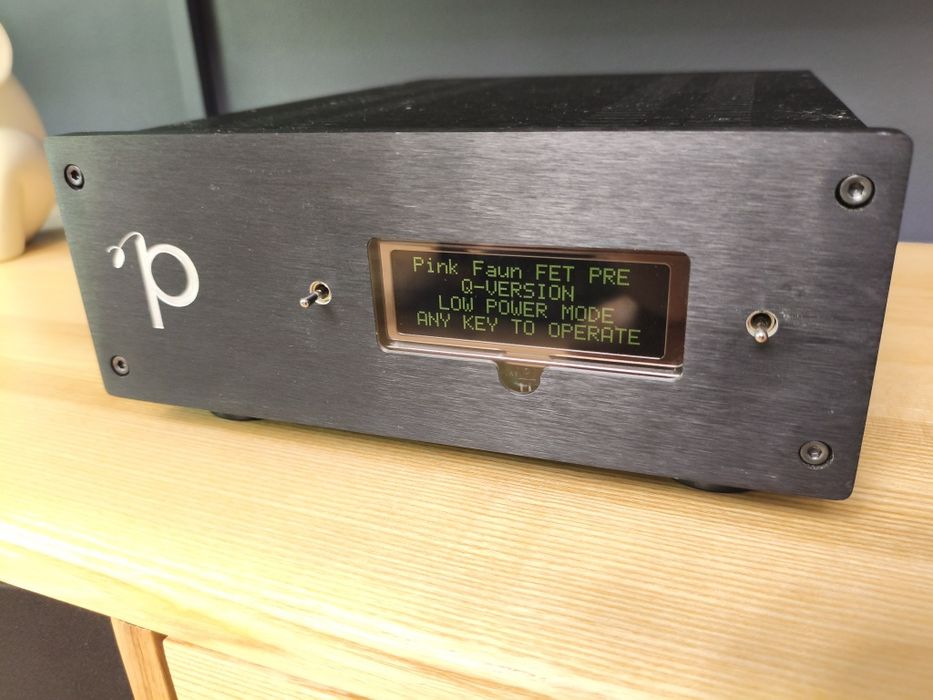 p
Pink Faun FET PRE
Q-VERSION
LOW POWER MODE
ANY KEY TO OPERATE